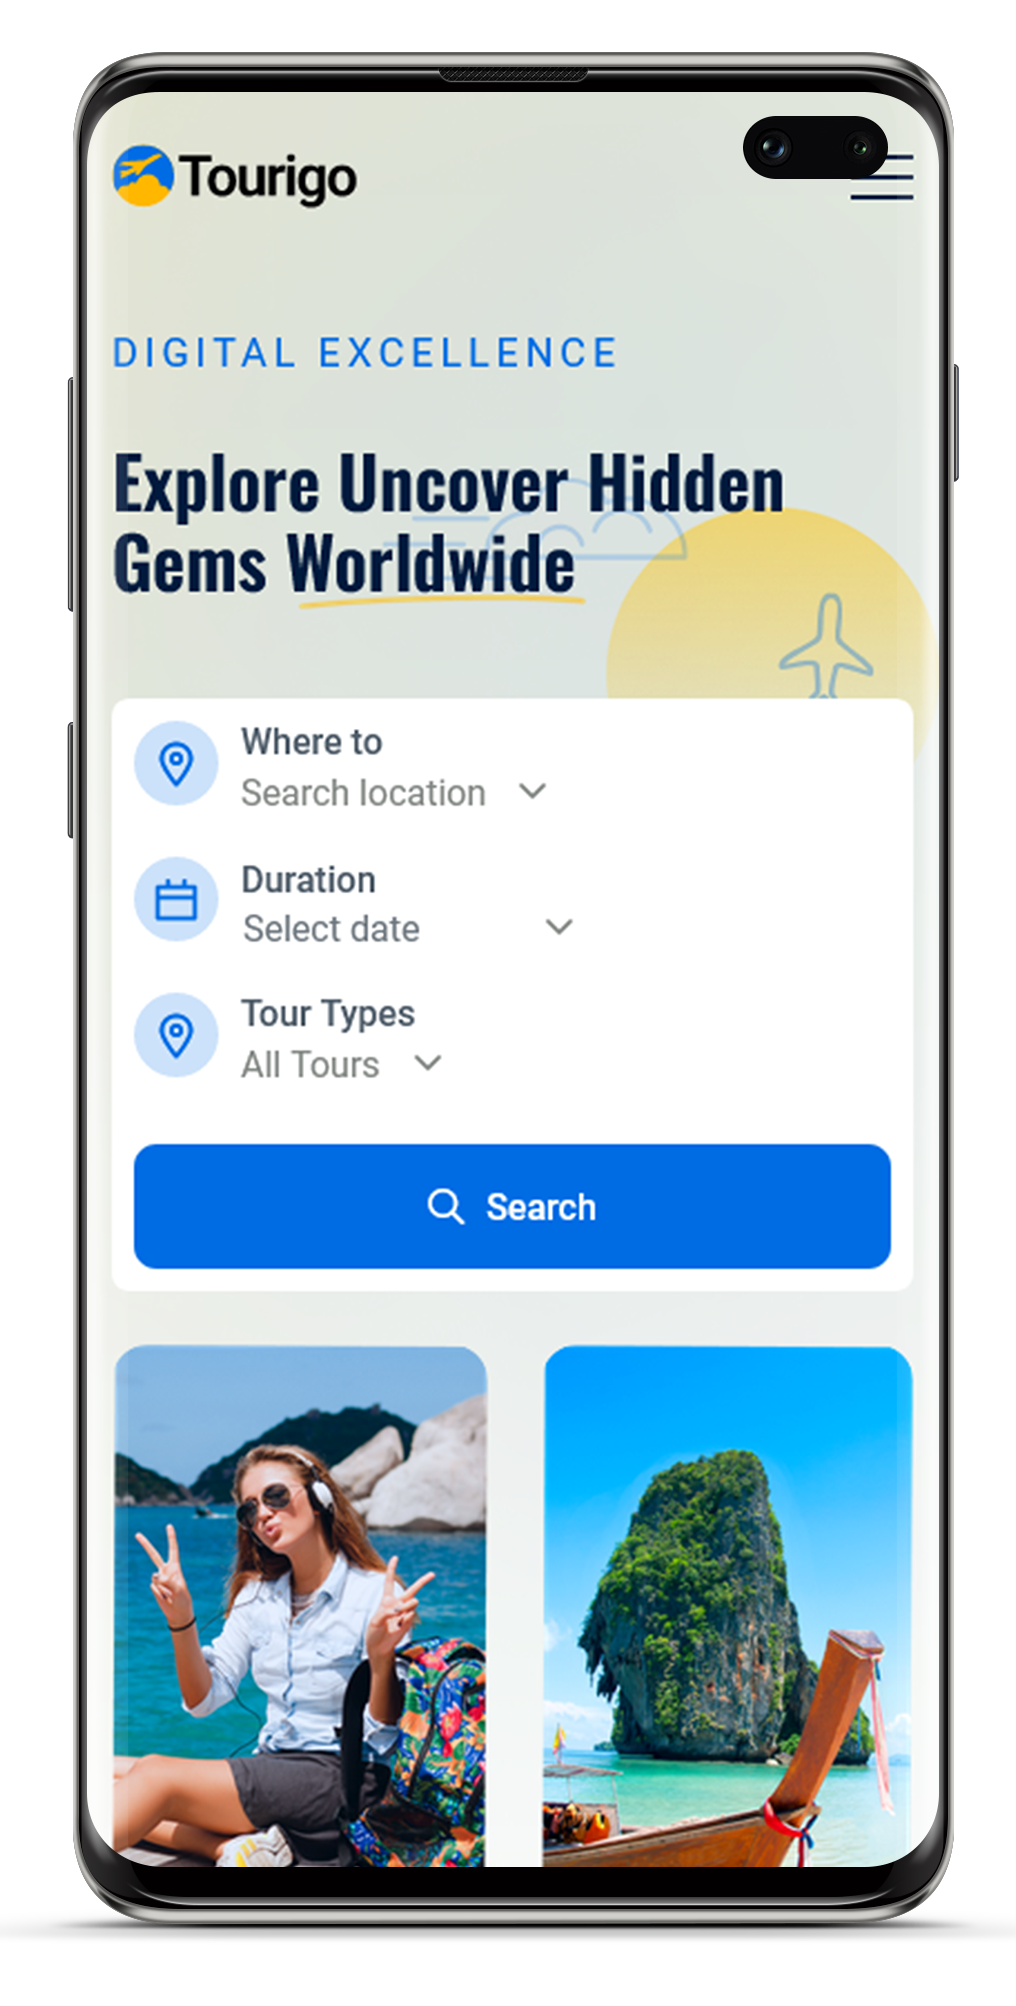 Tourigo
DIGITAL EXCELLENCE
Explore Uncover Hidden
Gems Worldwide
Where to
Search location
Duration
Select date
Tour Types
All Tours
Search